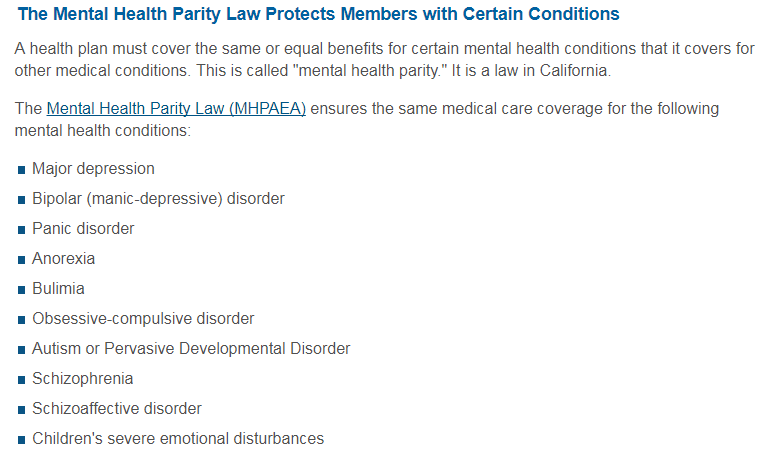 The Mental Health Parity Law Protects Members with Certain Conditions
A health plan must cover the same or equal benefits for certain mental health conditions that it covers for
other medical conditions. This is called "mental health parity." It is a law in California.
The Mental Health Parity Law (MHPAEA) ensures the same medical care coverage for the following
mental health conditions:
Major depression
Bipolar (manic-depressive) disorder
Panic disorder
Anorexia
Bulimia
Obsessive-compulsive disorder
Autism or Pervasive Developmental Disorder
Schizophrenia
Schizoaffective disorder
Children's severe emotional disturbances